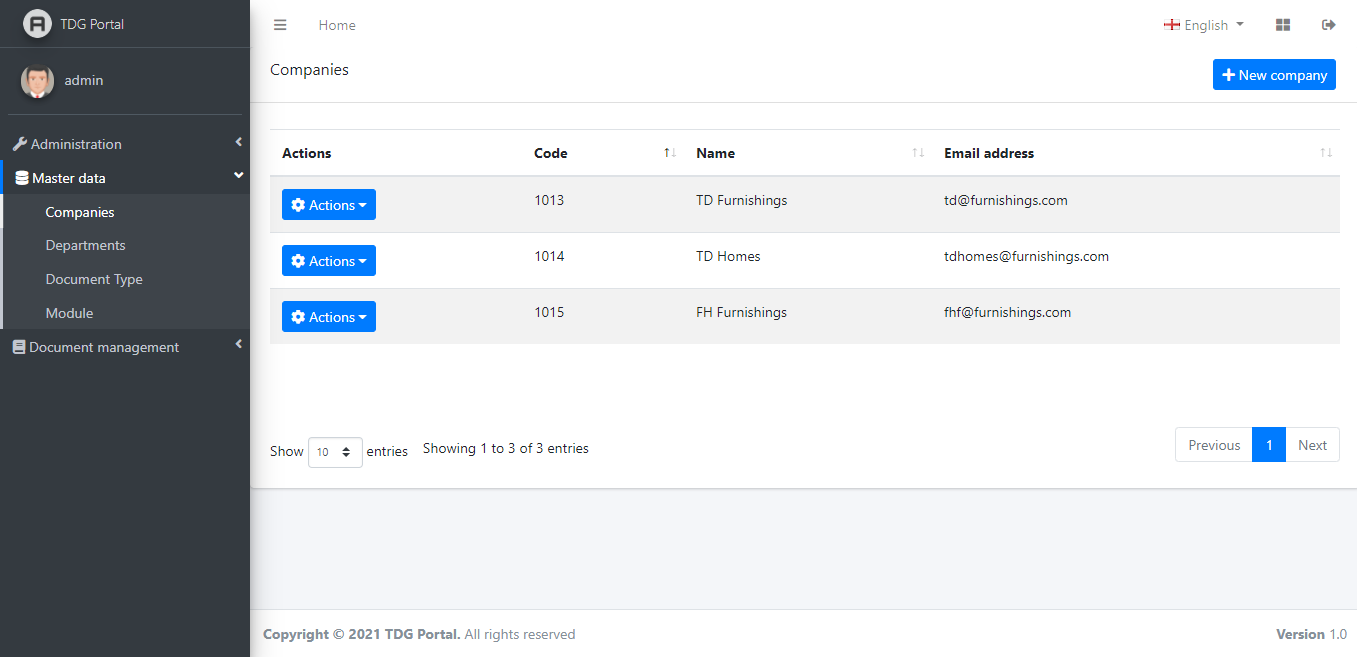 TDG Portal
admin
Administration
Master data
Companies
Departments
Document Type
Module
Document management
Home
English
Companies
New company
Actions Code Name Email address
Actions 1013 TD Furnishings td@furnishings.com
Actions 1014 TD Homes tdhomes@furnishings.com
Actions 1015 FH Furnishings fhf@furnishings.com
Show 10 entries Showing 1 to 3 of 3 entries
Previous 1 Next
Copyright © 2021 TDG Portal. All rights reserved
Version 1.0